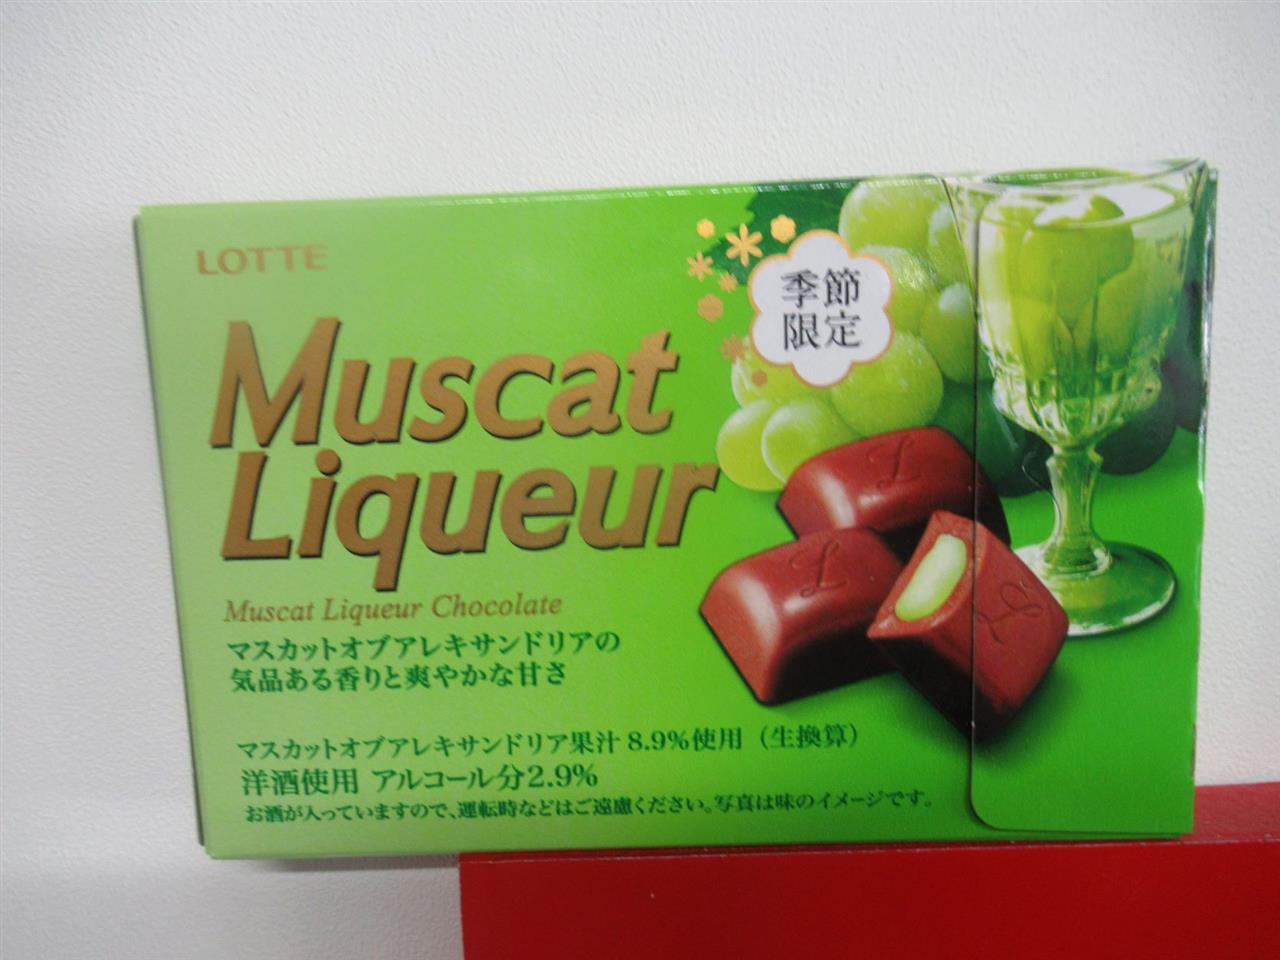 LOTTE
季節
限定
Muscat
Liqueur
Muscat Liqueur Chocolate
マスカットオブアレキサンドリアの
気品ある香りと爽やかな甘さ
マスカットオブアレキサンドリア果汁8.9%使用（生換算）
洋酒使用 アルコール分2.9%
お酒が入っていますので、運転時などはご遠慮ください。写真は味のイメージです。
L
L
L